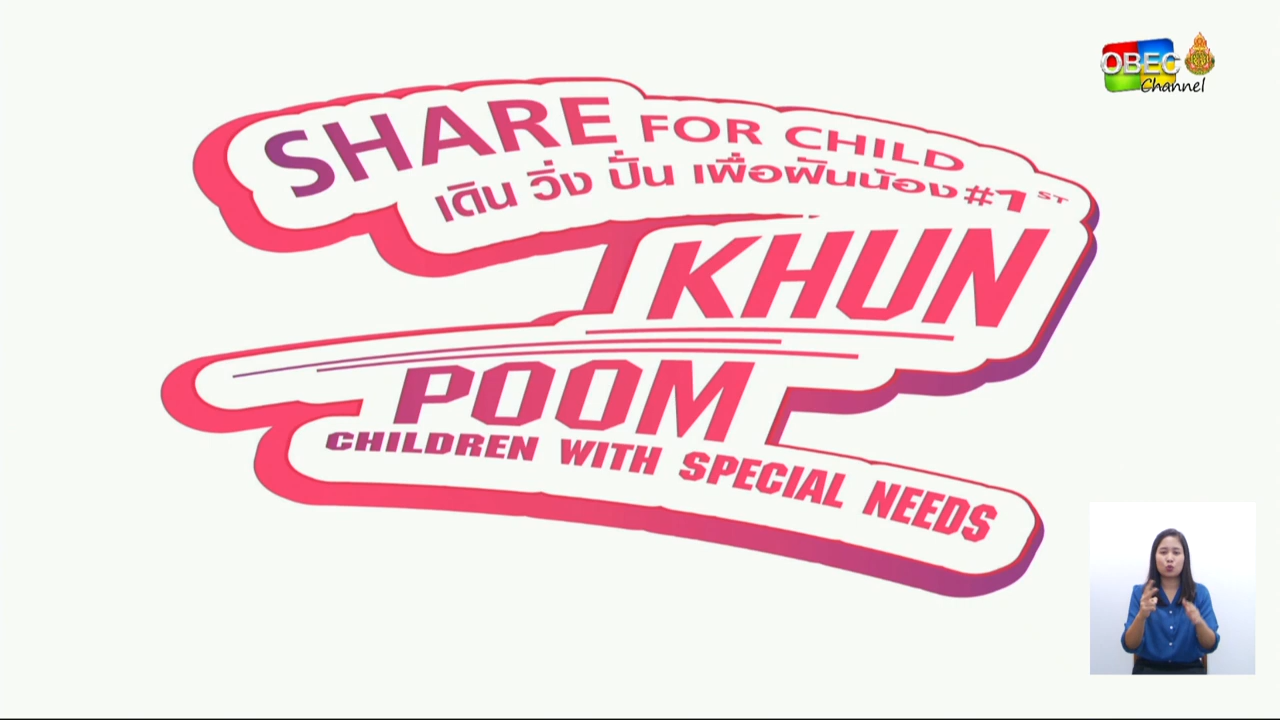 OBEC
Channel
SHARE FOR CHILD
เดิน วิ่ง ปั่น เพื่อฝันน้อง #1ST
KHUN
POOM
CHILDREN WITH SPECIAL NEEDS